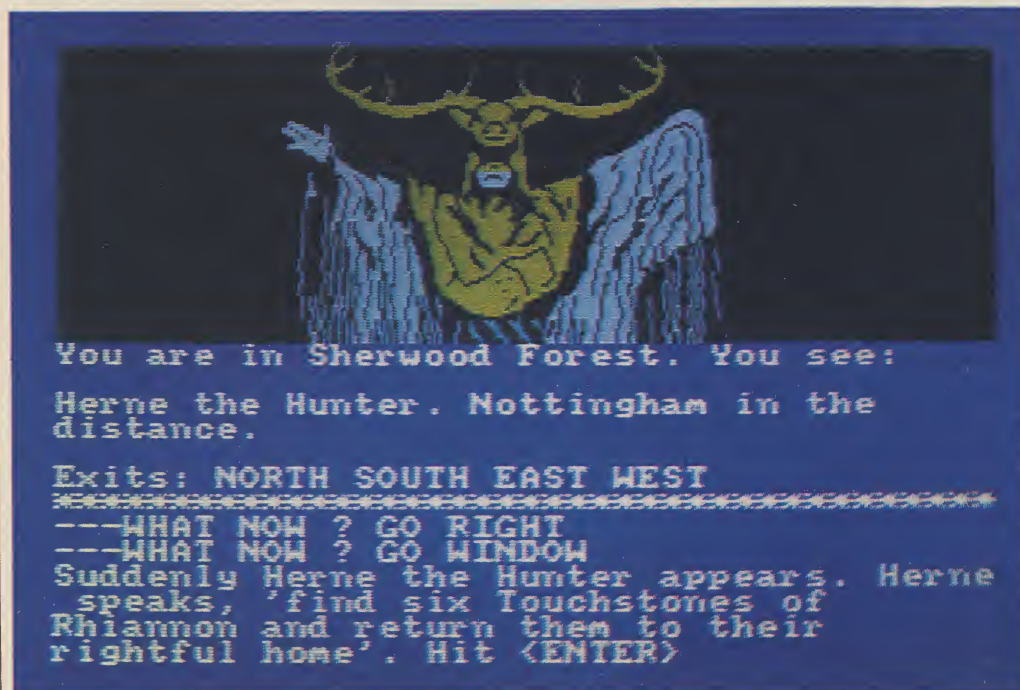 You are in Sherwood Forest. You see:
Herne the Hunter. Nottingham in the
distance.
Exits: NORTH SOUTH EAST WEST
************************************************************
---WHAT NOW ? GO RIGHT
---WHAT NOW ? GO WINDOW
Suddenly Herne the Hunter appears. Herne
speaks, 'find six Touchstones of
Rhiannon and return them to their
rightful home'. Hit <ENTER>